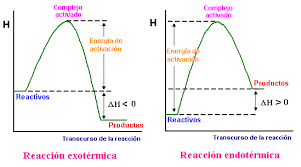 Complejo
activado
H
Energía de
activación
Reactivos
ΔH < 0
Productos
Transcurso de la reacción
Reacción exotérmica
Complejo
activado
H
Energía de
activación
Productos
ΔH > 0
Reactivos
Transcurso de la reacción
Reacción endotérmica